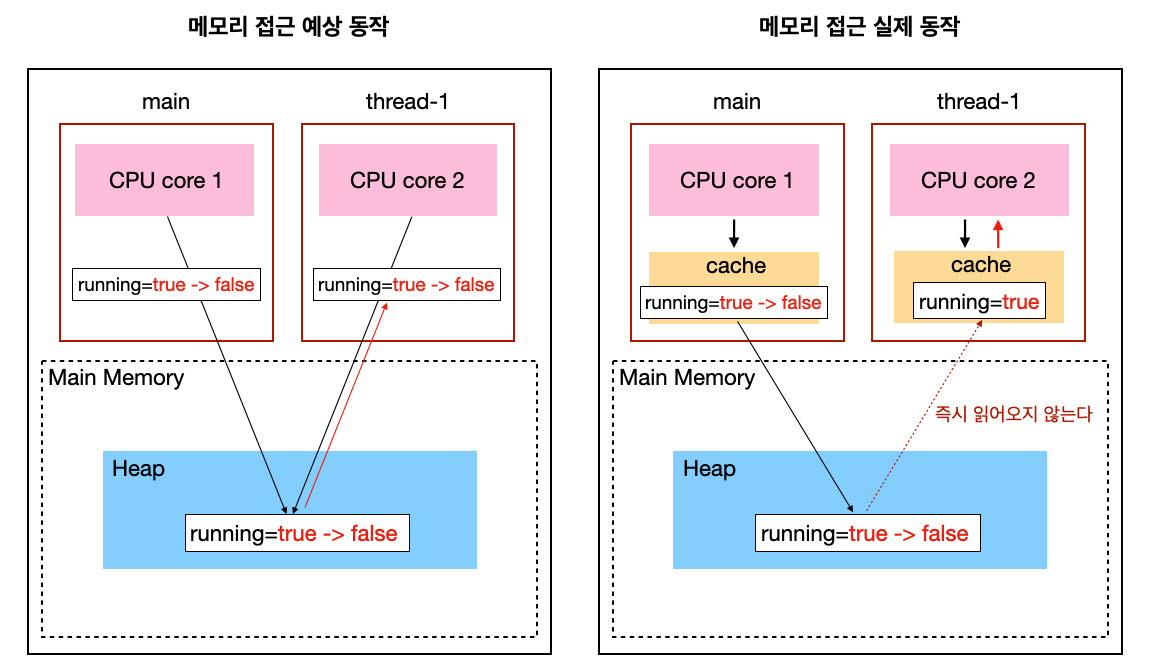 메모리 접근 예상 동작
main
thread-1
CPU core 1
CPU core 2
running=true -> false
running=true -> false
Main Memory
Heap
running=true -> false
메모리 접근 실제 동작
main
thread-1
CPU core 1
CPU core 2
cache
cache
running=true -> false
running=true
Main Memory
즉시 읽어오지 않는다
Heap
running=true -> false